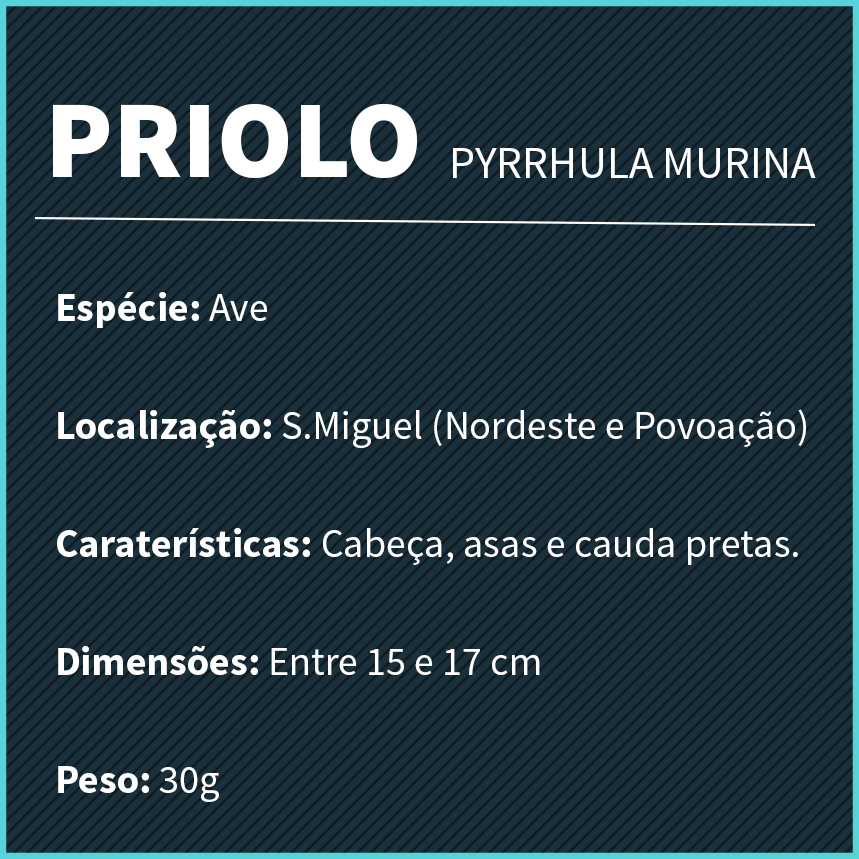 PRIOLO PYRRHULA MURINA
Espécie: Ave
Localização: S.Miguel (Nordeste e Povoação)
Caraterísticas: Cabeça, asas e cauda pretas.
Dimensões: Entre 15 e 17 cm
Peso: 30g